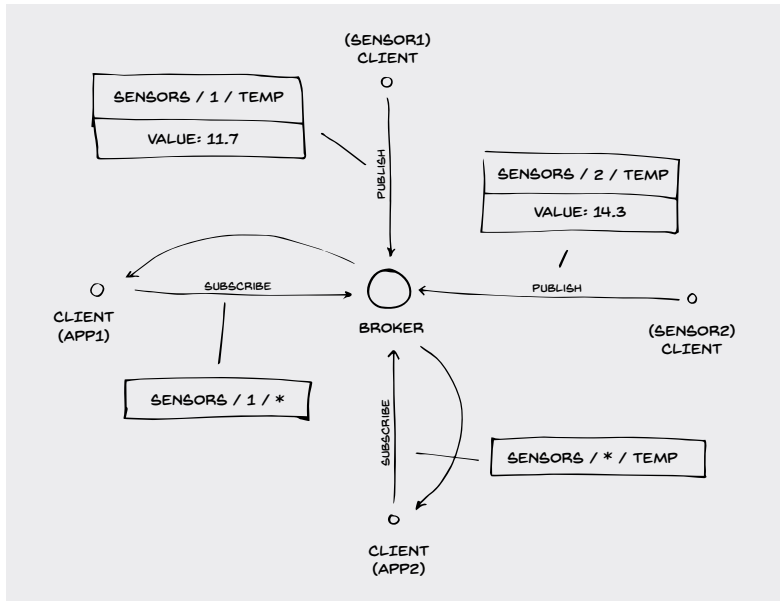 (SENSOR1)
CLIENT
SENSORS / 1 / TEMP
VALUE: 11.7
PUBLISH
SENSORS / 2 / TEMP
VALUE: 14.3
SUBSCRIBE
PUBLISH
CLIENT
(APP1)
BROKER
(SENSOR2)
CLIENT
SENSORS / 1 / *
SUBSCRIBE
SENSORS / * / TEMP
CLIENT
(APP2)